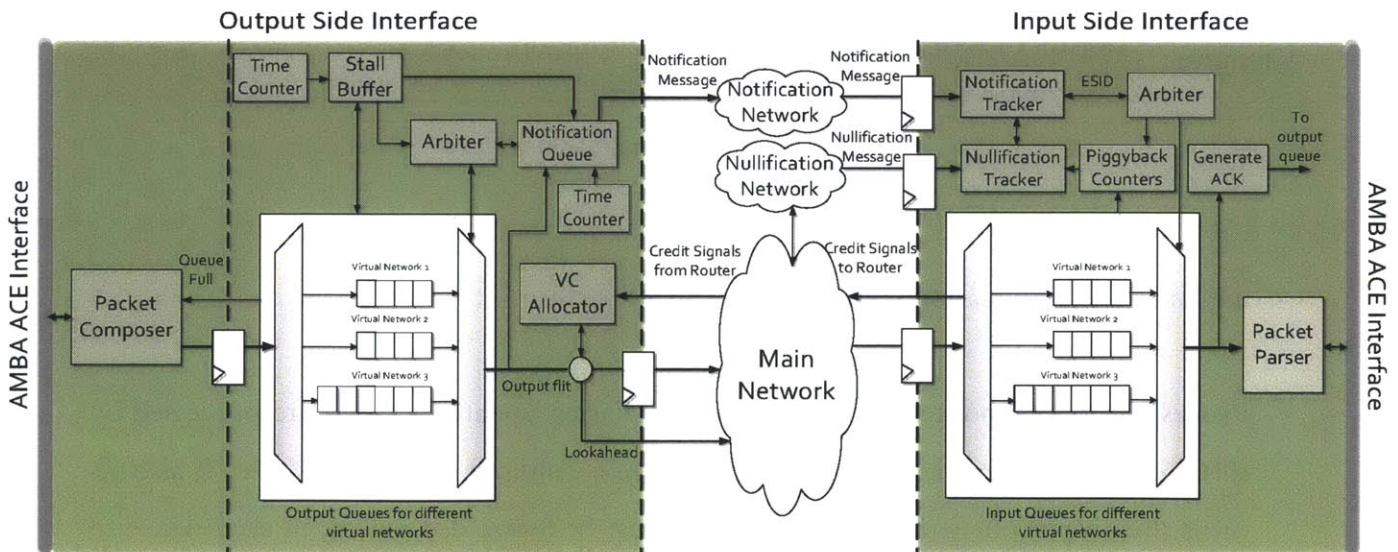 Output Side Interface
Input Side Interface
AMBA ACE Interface
Time
Counter
Stall
Buffer
Arbiter
Notification
Queue
Time
Counter
Queue
Full
Packet
Composer
Virtual Network 1
Virtual Network 2
Virtual Network 3
Output Queues for different
virtual networks
VC
Allocator
Output flit
Lookahead
Notification
Message
Notification
Network
Nullification
Network
Credit Signals
from Router
Main
Network
Notification
Message
Nullification
Message
Credit Signals
to Router
Notification
Tracker
ESID
Arbiter
Nullification
Tracker
Piggyback
Counters
Generate
ACK
To
output
queue
Virtual Network 1
Virtual Network 2
Virtual Network 3
Input Queues for different
virtual networks
Packet
Parser
AMBA ACE Interface